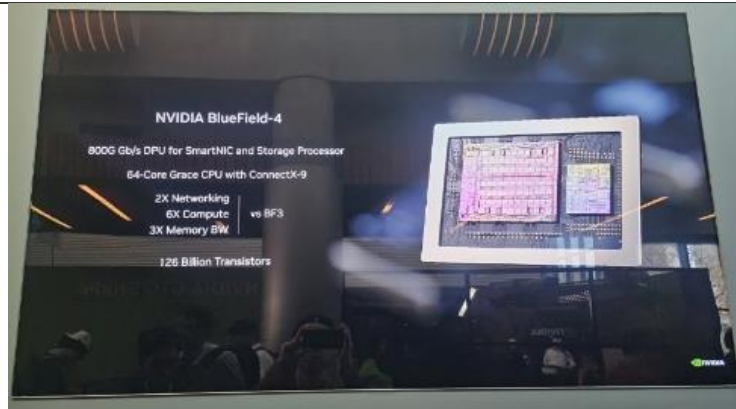 NVIDIA BlueField-4
800G Gb/s DPU for SmartNIC and Storage Processor
64-Core Grace CPU with ConnectX-9
2X Networking
6X Compute
vs BF3
3X Memory BW
126 Billion Transistors
NVIDIA